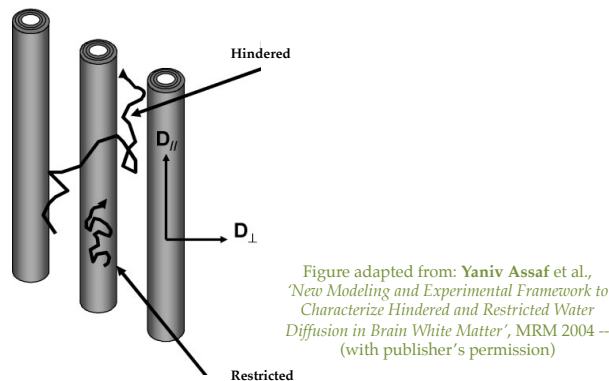 Hindered
D//
D⊥
Figure adapted from: Yaniv Assaf et al.,
‘New Modeling and Experimental Framework to
Characterize Hindered and Restricted Water
Diffusion in Brain White Matter’, MRM 2004 --
(with publisher’s permission)
Restricted